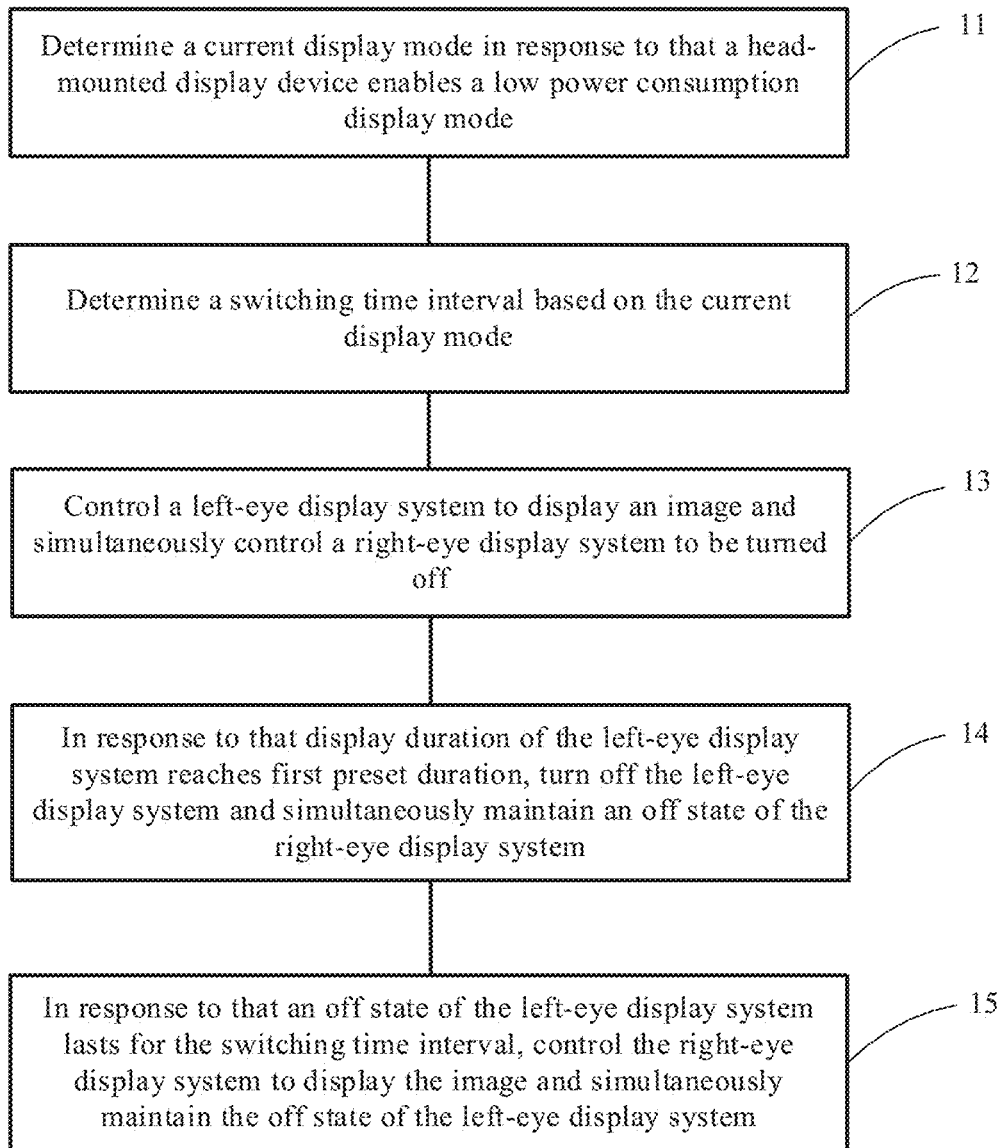 Determine a current display mode in response to that a head-
mounted display device enables a low power consumption
display mode
11
Determine a switching time interval based on the current
display mode
12
Control a left-eye display system to display an image and
simultaneously control a right-eye display system to be turned
off
13
In response to that display duration of the left-eye display
system reaches first preset duration, turn off the left-eye
display system and simultaneously maintain an off state of the
right-eye display system
14
In response to that an off state of the left-eye display system
lasts for the switching time interval, control the right-eye
display system to display the image and simultaneously
maintain the off state of the left-eye display system
15